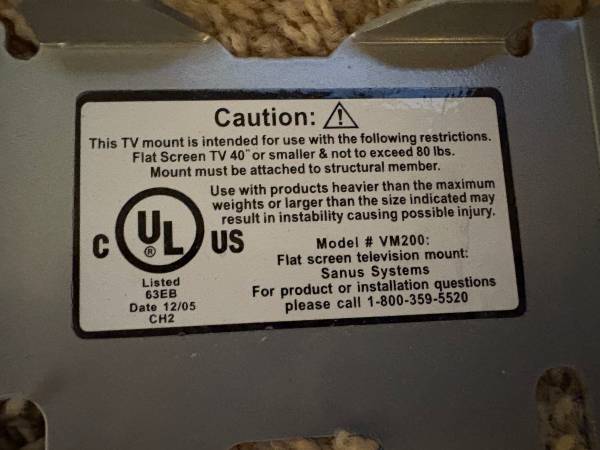 Caution:
This TV mount is intended for use with the following restrictions.
Flat Screen TV 40" or smaller & not to exceed 80 lbs.
Mount must be attached to structural member.
Use with products heavier than the maximum
weights or larger than the size indicated may
result in instability causing possible injury.
C UL ® US
Listed
63EB
Date 12/05
CH2
Model # VM200:
Flat screen television mount:
Sanus Systems
For product or installation questions
please call 1-800-359-5520